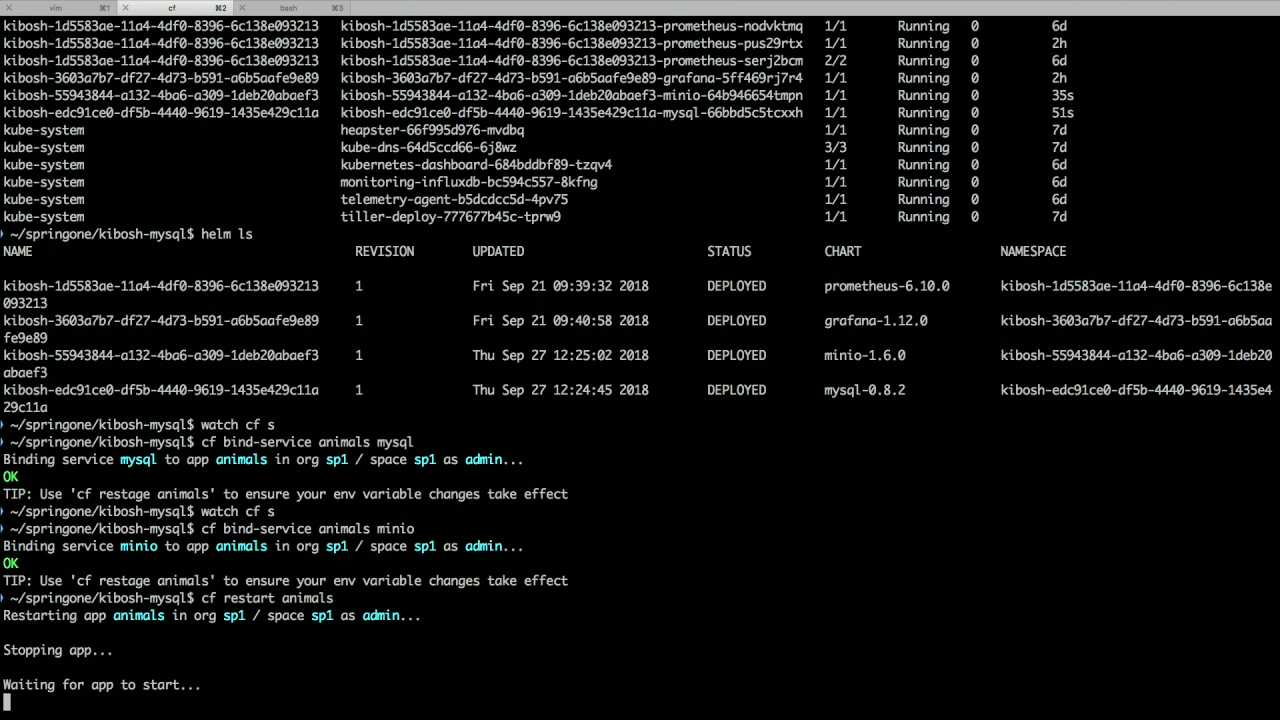 vim ⌘1 cf ⌘2 bash ⌘3
kibosh-1d5583ae-11a4-4df0-8396-6c138e093213 kibosh-1d5583ae-11a4-4df0-8396-6c138e093213-prometheus-nodvktmq 1/1 Running 0 6d
kibosh-1d5583ae-11a4-4df0-8396-6c138e093213 kibosh-1d5583ae-11a4-4df0-8396-6c138e093213-prometheus-pus29rtx 1/1 Running 0 2h
kibosh-1d5583ae-11a4-4df0-8396-6c138e093213 kibosh-1d5583ae-11a4-4df0-8396-6c138e093213-prometheus-serj2bcm 2/2 Running 0 6d
kibosh-3603a7b7-df27-4d73-b591-a6b5aafe9e89 kibosh-3603a7b7-df27-4d73-b591-a6b5aafe9e89-grafana-5ff469rj7r4 1/1 Running 0 2h
kibosh-55943844-a132-4ba6-a309-1deb20abaef3 kibosh-55943844-a132-4ba6-a309-1deb20abaef3-minio-64b946654tmpn 1/1 Running 0 35s
kibosh-edc91ce0-df5b-4440-9619-1435e429c11a kibosh-edc91ce0-df5b-4440-9619-1435e429c11a-mysql-66bbd5c5tcxxh 1/1 Running 0 51s
kube-system heapster-66f995d976-mvdbq 1/1 Running 0 7d
kube-system kube-dns-64d5ccd66-6j8wz 3/3 Running 0 7d
kube-system kubernetes-dashboard-684bddbf89-tzqv4 1/1 Running 0 6d
kube-system monitoring-influxdb-bc594c557-8kfng 1/1 Running 0 6d
kube-system telemetry-agent-b5dcdcc5d-4pv75 1/1 Running 0 6d
kube-system tiller-deploy-777677b45c-tprw9 1/1 Running 0 7d
~/springone/kibosh-mysql$ helm ls
NAME REVISION UPDATED STATUS CHART NAMESPACE
kibosh-1d5583ae-11a4-4df0-8396-6c138e093213 1 Fri Sep 21 09:39:32 2018 DEPLOYED prometheus-6.10.0 kibosh-1d5583ae-11a4-4df0-8396-6c138e
093213
kibosh-3603a7b7-df27-4d73-b591-a6b5aafe9e89 1 Fri Sep 21 09:40:58 2018 DEPLOYED grafana-1.12.0 kibosh-3603a7b7-df27-4d73-b591-a6b5aa
fe9e89
kibosh-55943844-a132-4ba6-a309-1deb20abaef3 1 Thu Sep 27 12:25:02 2018 DEPLOYED minio-1.6.0 kibosh-55943844-a132-4ba6-a309-1deb20
abaef3
kibosh-edc91ce0-df5b-4440-9619-1435e429c11a 1 Thu Sep 27 12:24:45 2018 DEPLOYED mysql-0.8.2 kibosh-edc91ce0-df5b-4440-9619-1435e4
29c11a
~/springone/kibosh-mysql$ watch cf s
~/springone/kibosh-mysql$ cf bind-service animals mysql
Binding service mysql to app animals in org sp1 / space sp1 as admin...
OK
TIP: Use 'cf restage animals' to ensure your env variable changes take effect
~/springone/kibosh-mysql$ watch cf s
~/springone/kibosh-mysql$ cf bind-service animals minio
Binding service minio to app animals in org sp1 / space sp1 as admin...
OK
TIP: Use 'cf restage animals' to ensure your env variable changes take effect
~/springone/kibosh-mysql$ cf restart animals
Restarting app animals in org sp1 / space sp1 as admin...
Stopping app...
Waiting for app to start...